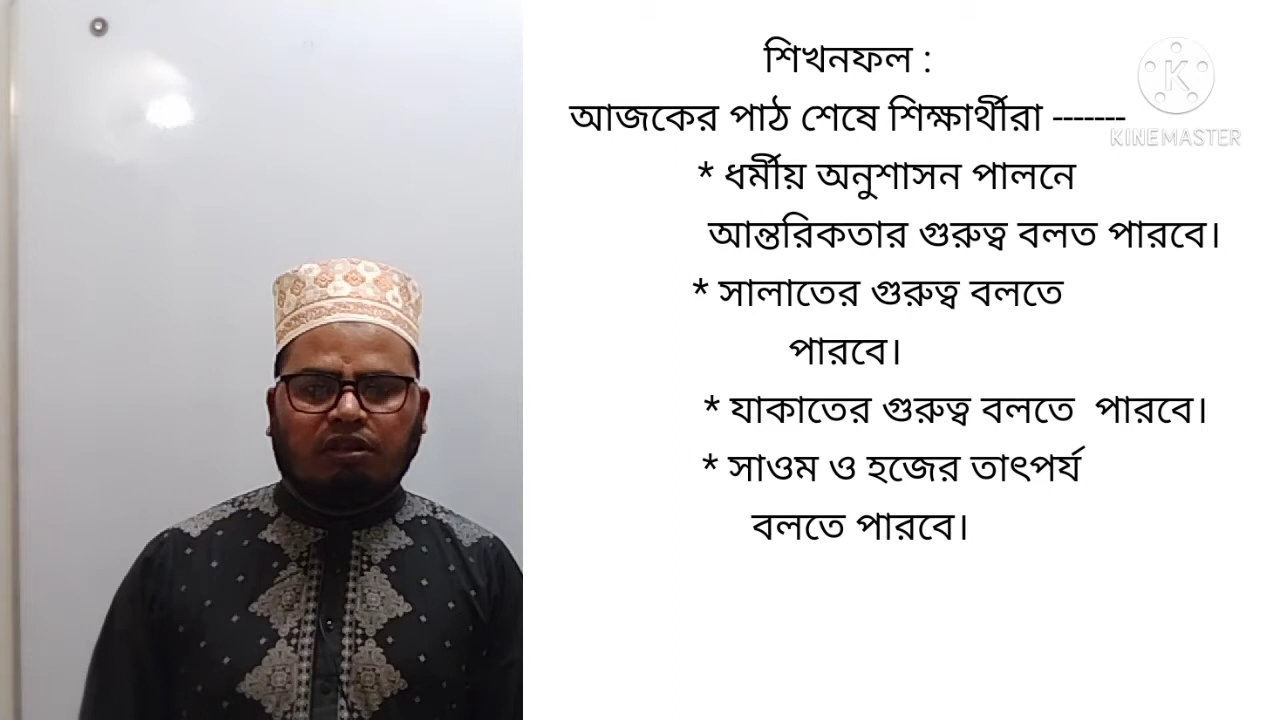 শিখনফল :
আজকের পাঠ শেষে শিক্ষার্থীরা -------
* ধর্মীয় অনুশাসন পালনে
আন্তরিকতার গুরুত্ব বলত পারবে।
* সালাতের গুরুত্ব বলতে
পারবে।
* যাকাতের গুরুত্ব বলতে পারবে।
* সাওম ও হজের তাৎপর্য
বলতে পারবে।
K
KINEMASTER